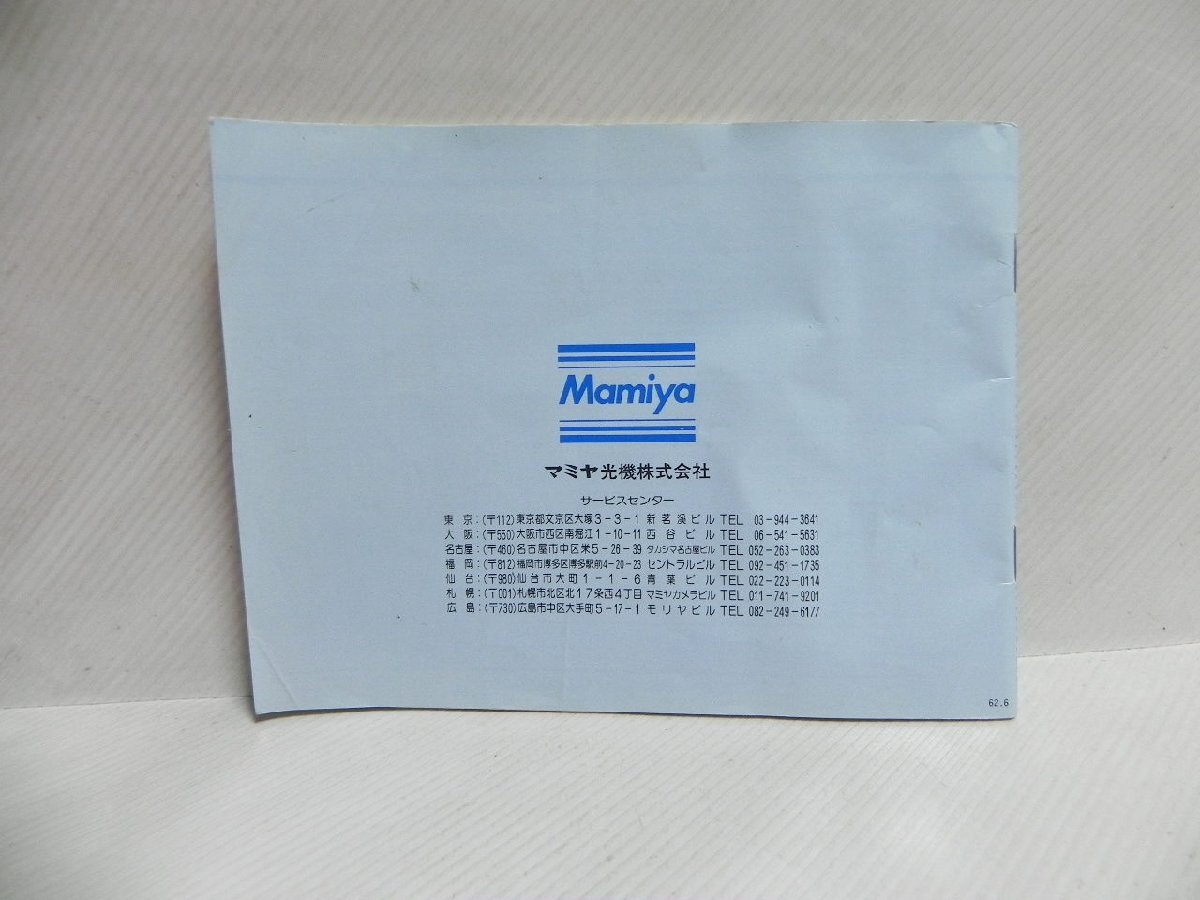 Mamiya
マミヤ光機株式会社
サービスセンター
東 京:(〒112)東京都文京区大塚3-3-1 新茗渓ビル TEL 03-944-3641
大 阪:(〒550)大阪市西区南堀江1-10-11 四谷ビル TEL 06-541-5631
名古屋:(〒460)名古屋市中区栄5-26-39 タカシマ名古屋ビル TEL 052-263-0383
福 岡:(〒812)福岡市博多区博多駅前4-20-23 セントラルビル TEL 092-451-1735
仙 台:(〒980)仙台市大町1-1-6 青葉ビル TEL 022-223-0114
札 幌:(〒001)札幌市北区北17条西4丁目 マミヤカメラビル TEL 011-741-9201
広 島:(〒730)広島市中区大手町5-17-1 モリヤビル TEL 082-249-6177
62.6